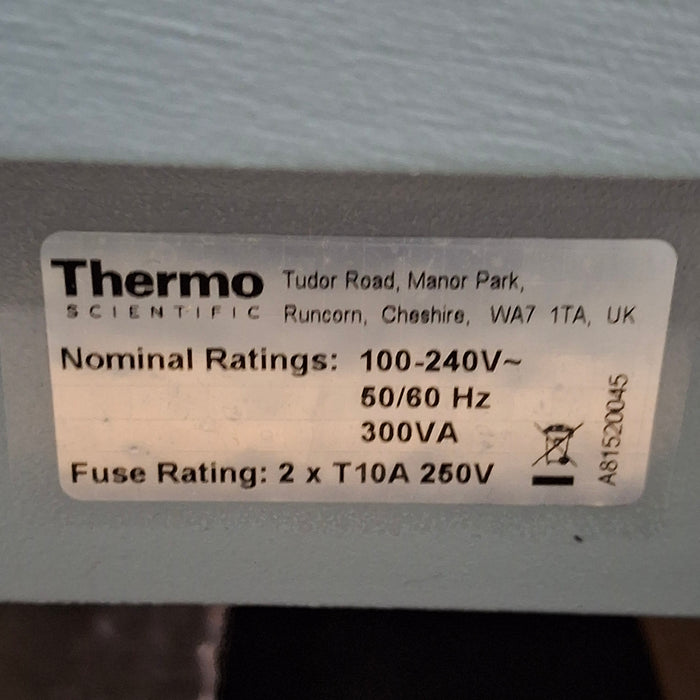 Thermo
SCIENTIFIC
Tudor Road, Manor Park,
Runcorn, Cheshire, WA7 1TA, UK
Nominal Ratings: 100-240V~
50/60 Hz
300VA
Fuse Rating: 2 x T10A 250V
A81520045